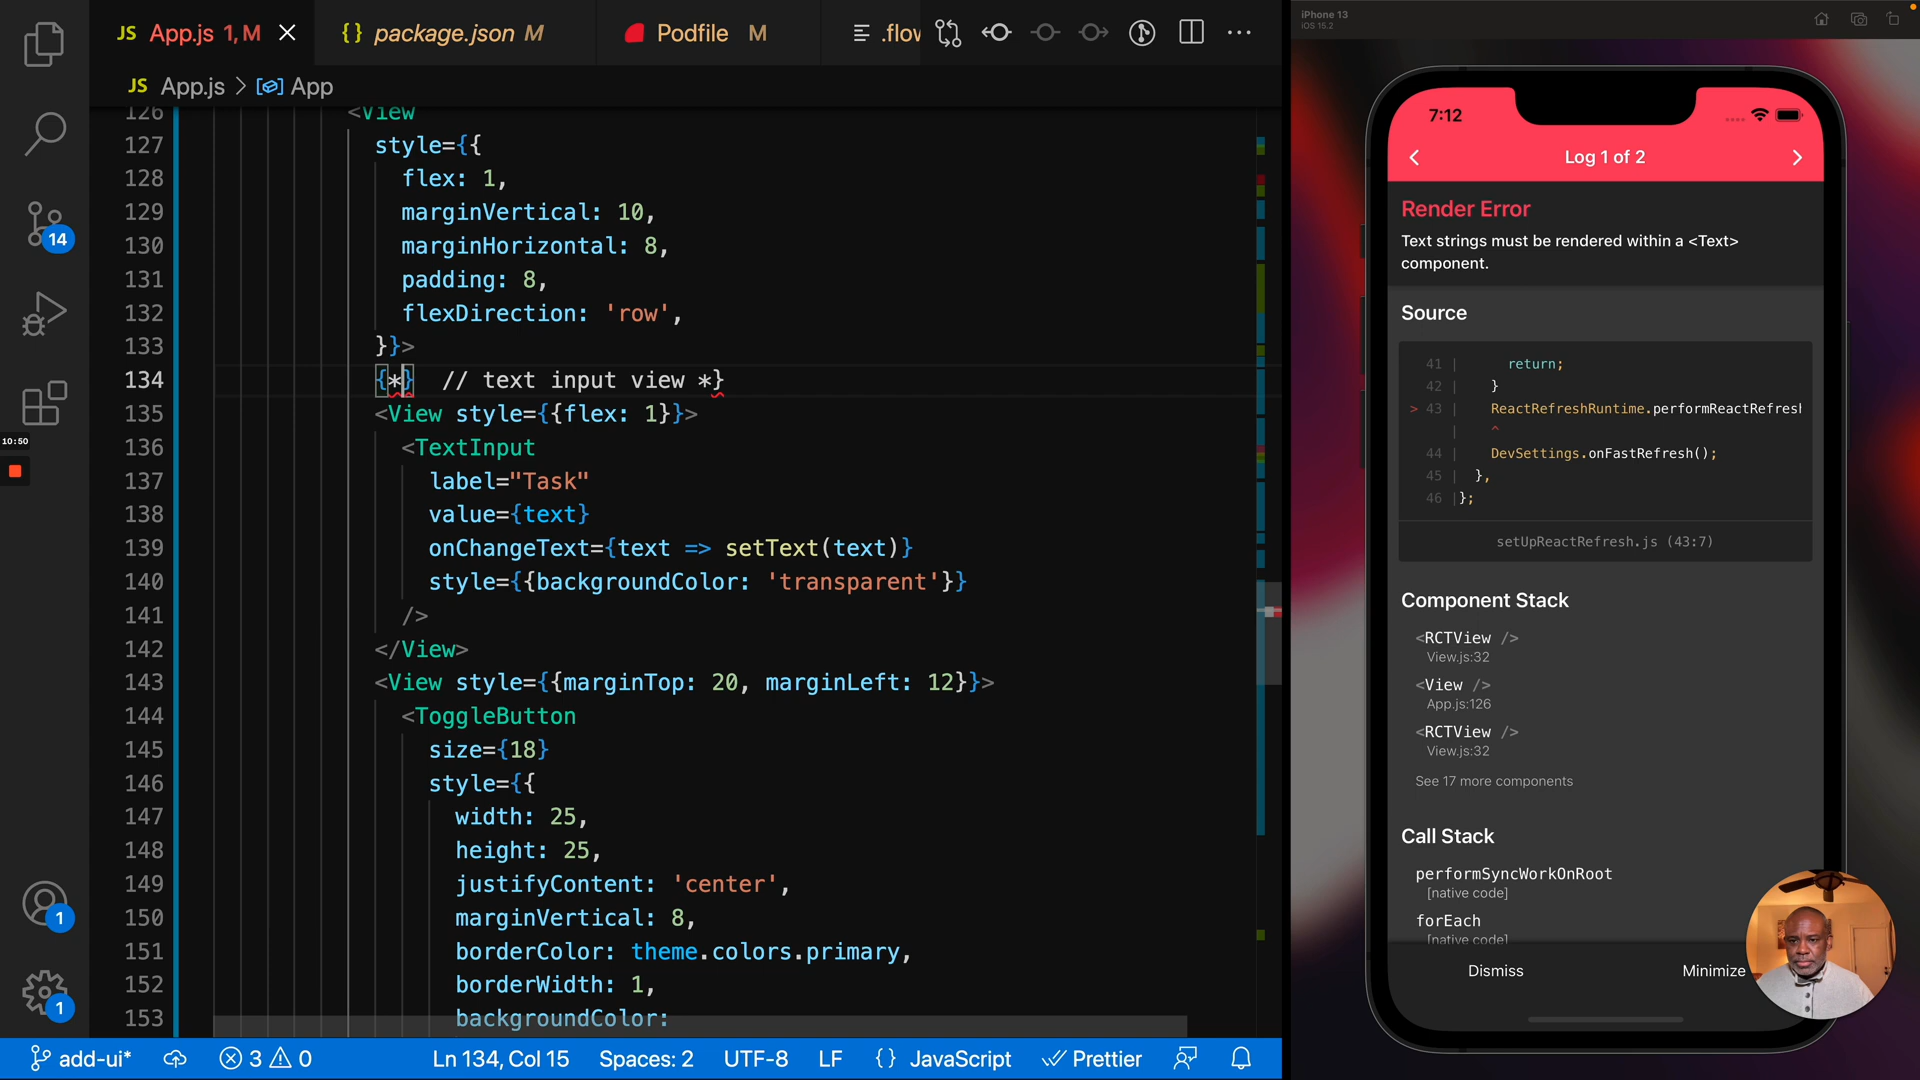 JS App.js 1, M
{} package.json M
Podfile M
.flow
JS App.js > App
126 <View
127 style={{
128 flex: 1,
129 marginVertical: 10,
130 marginHorizontal: 8,
131 padding: 8,
132 flexDirection: 'row',
133 }}>
134 {*}  // text input view *}
135 <View style={{flex: 1}}>
136 <TextInput
137 label="Task"
138 value={text}
139 onChangeText={text => setText(text)}
140 style={{backgroundColor: 'transparent'}}
141 />
142 </View>
143 <View style={{marginTop: 20, marginLeft: 12}}>
144 <ToggleButton
145 size={18}
146 style={{
147 width: 25,
148 height: 25,
149 justifyContent: 'center',
150 marginVertical: 8,
151 borderColor: theme.colors.primary,
152 borderWidth: 1,
153 backgroundColor:
14
10:50
1
1
add-ui*
3 0
Ln 134, Col 15
Spaces: 2
UTF-8
LF
{} JavaScript
Prettier
iPhone 13
iOS 15.2
7:12
Log 1 of 2
Render Error
Text strings must be rendered within a <Text>
component.
Source
41 | return;
42 | }
> 43 | ReactRefreshRuntime.performReactRefresh
| ^
44 | DevSettings.onFastRefresh();
45 | },
46 |};
setUpReactRefresh.js (43:7)
Component Stack
<RCTView />
View.js:32
<View />
App.js:126
<RCTView />
View.js:32
See 17 more components
Call Stack
performSyncWorkOnRoot
[native code]
forEach
[native code]
Dismiss
Minimize